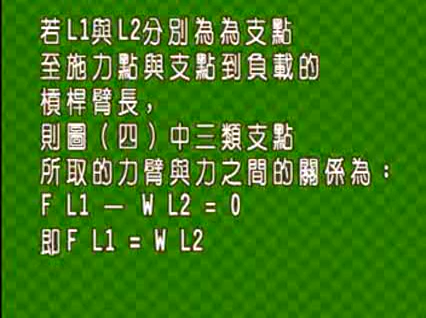 若L1與L2分別為為支點
至施力點與支點到負載的
槓桿臂長，
則圖（四）中三類支點
所取的力臂與力之間的關係為：
F L1 — W L2 = 0
即F L1 = W L2